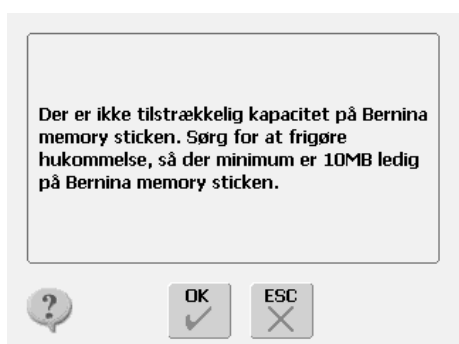 Der er ikke tilstrækkelig kapacitet på Bernina
memory sticken. Sørg for at frigøre
hukommelse, så der minimum er 10MB ledig
på Bernina memory sticken.
?
OK
ESC